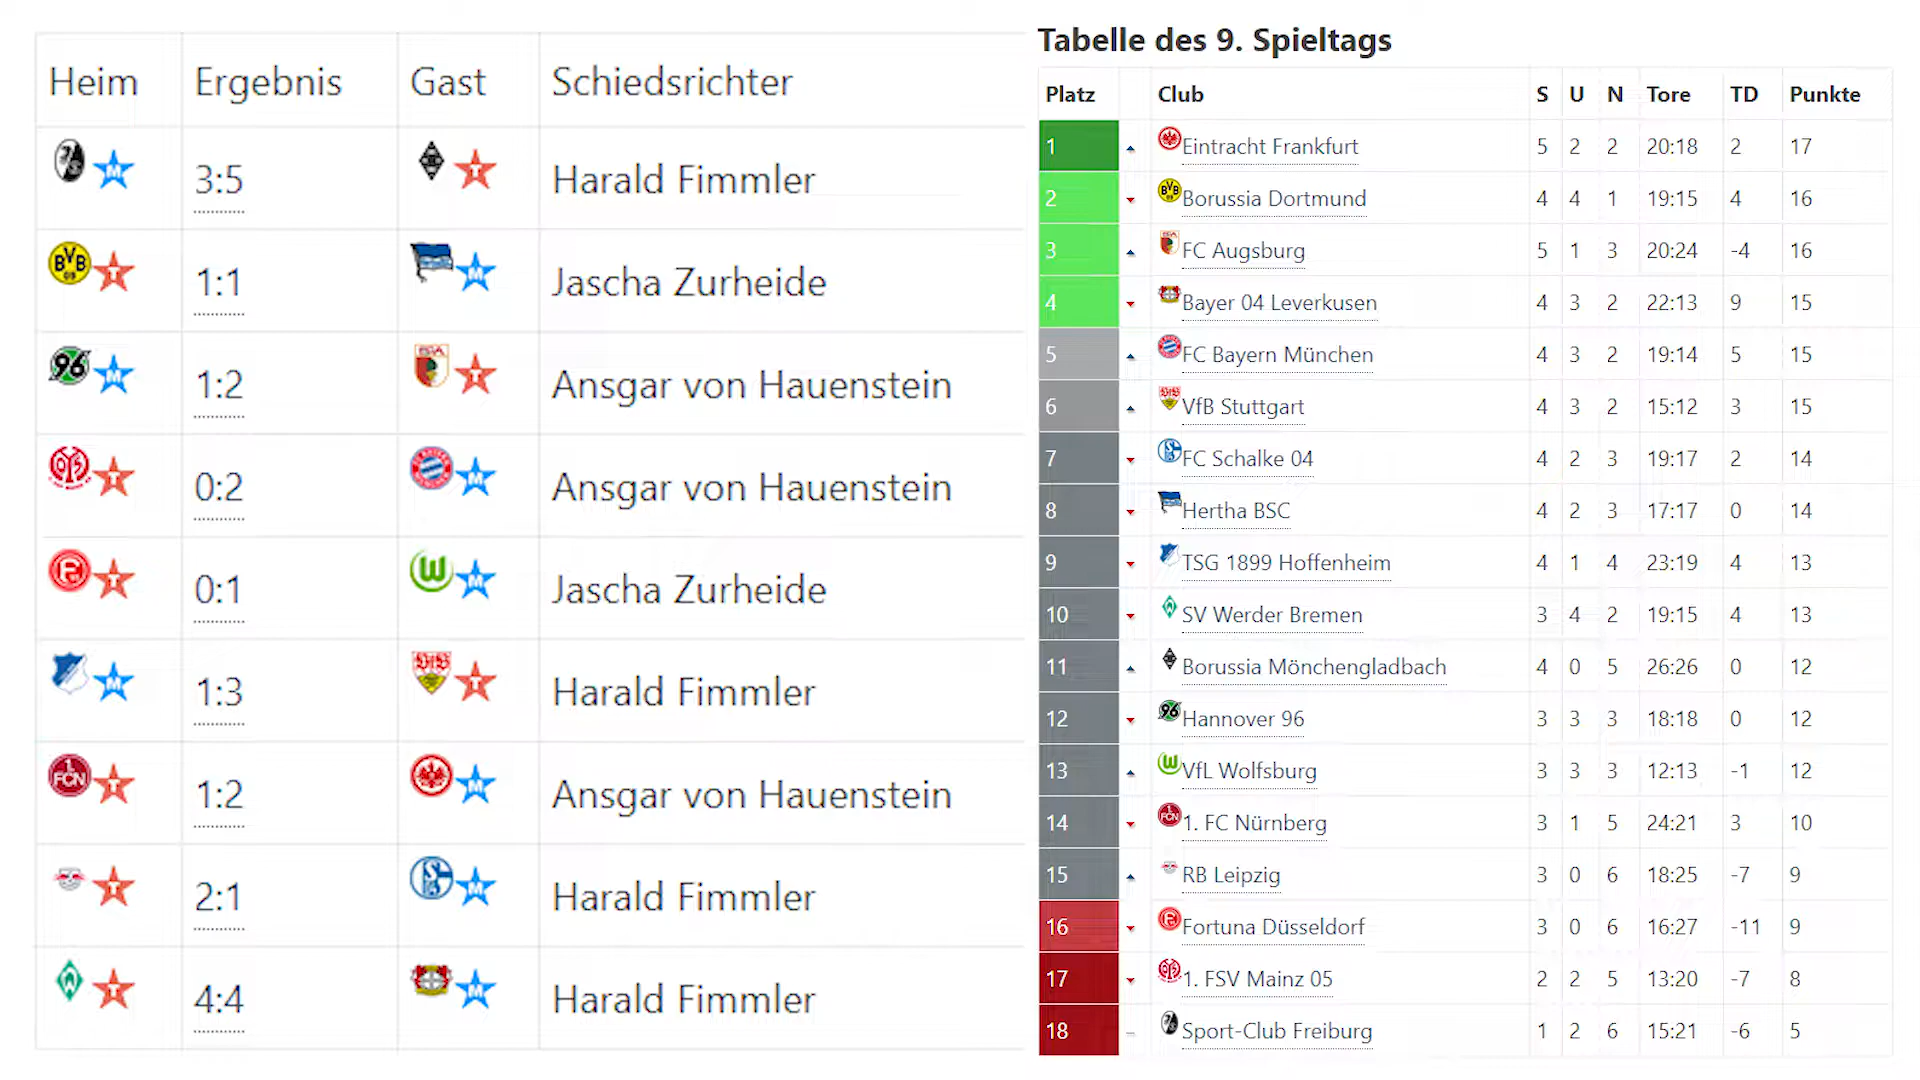 Heim Ergebnis Gast Schiedsrichter
3:5 Harald Fimmler
1:1 Jascha Zurheide
1:2 Ansgar von Hauenstein
0:2 Ansgar von Hauenstein
0:1 Jascha Zurheide
1:3 Harald Fimmler
1:2 Ansgar von Hauenstein
2:1 Harald Fimmler
4:4 Harald Fimmler
Tabelle des 9. Spieltags
Platz Club S U N Tore TD Punkte
1 Eintracht Frankfurt 5 2 2 20:18 2 17
2 Borussia Dortmund 4 4 1 19:15 4 16
3 FC Augsburg 5 1 3 20:24 -4 16
4 Bayer 04 Leverkusen 4 3 2 22:13 9 15
5 FC Bayern München 4 3 2 19:14 5 15
6 VfB Stuttgart 4 3 2 15:12 3 15
7 FC Schalke 04 4 2 3 19:17 2 14
8 Hertha BSC 4 2 3 17:17 0 14
9 TSG 1899 Hoffenheim 4 1 4 23:19 4 13
10 SV Werder Bremen 3 4 2 19:15 4 13
11 Borussia Mönchengladbach 4 0 5 26:26 0 12
12 Hannover 96 3 3 3 18:18 0 12
13 VfL Wolfsburg 3 3 3 12:13 -1 12
14 1. FC Nürnberg 3 1 5 24:21 3 10
15 RB Leipzig 3 0 6 18:25 -7 9
16 Fortuna Düsseldorf 3 0 6 16:27 -11 9
17 1. FSV Mainz 05 2 2 5 13:20 -7 8
18 Sport-Club Freiburg 1 2 6 15:21 -6 5